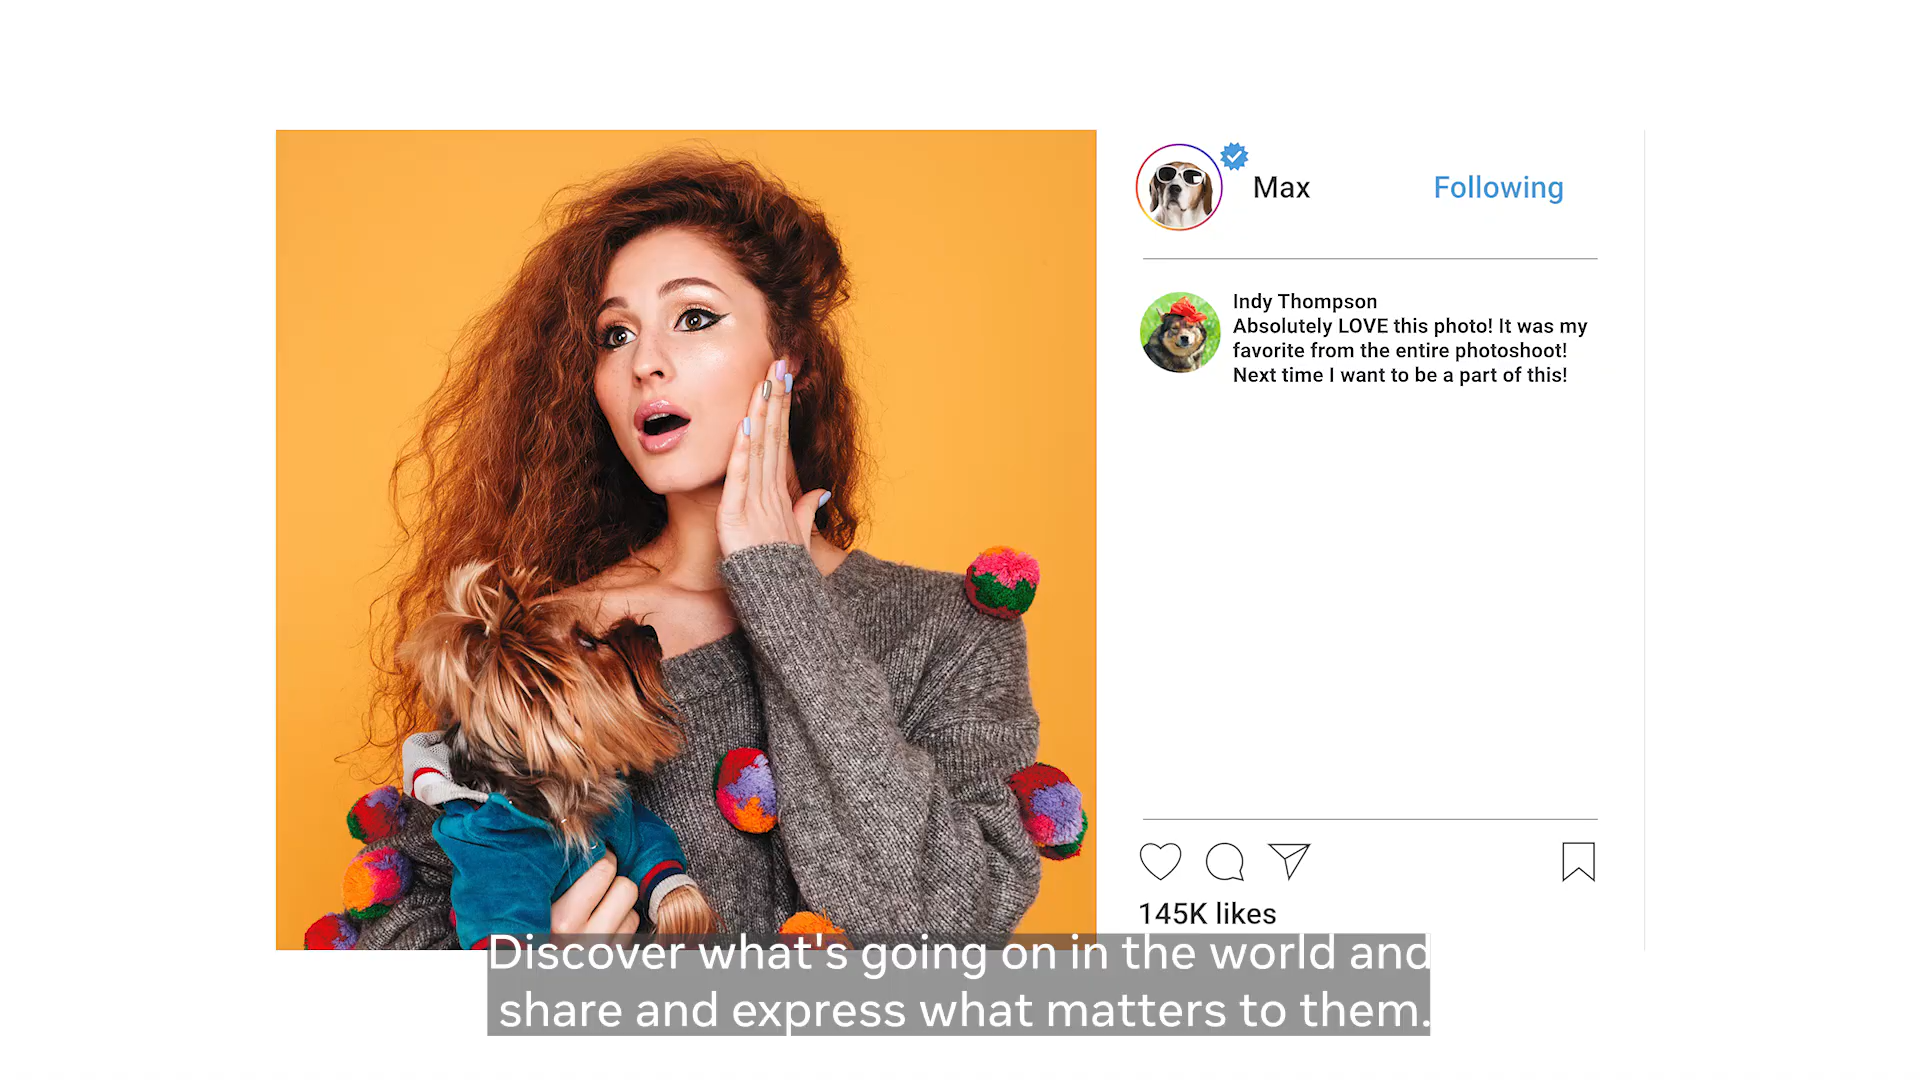 Max
Following
Indy Thompson
Absolutely LOVE this photo! It was my
favorite from the entire photoshoot!
Next time I want to be a part of this!
145K likes
Discover what's going on in the world and
share and express what matters to them.